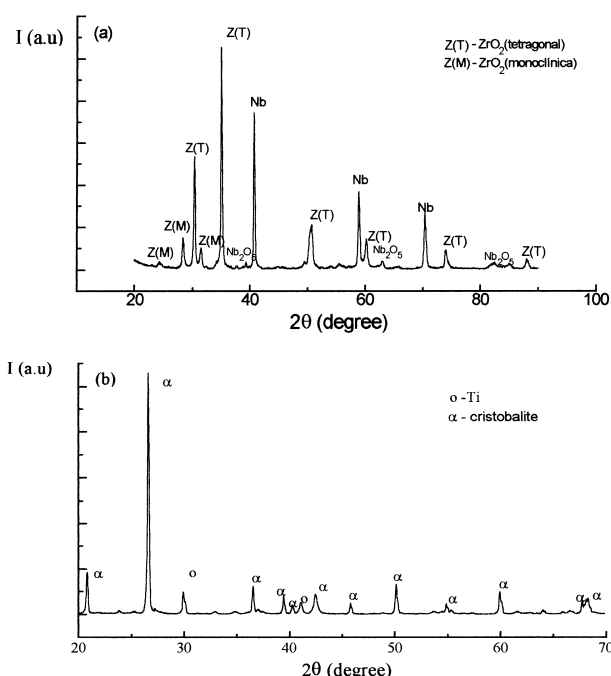 I (a.u)
(a)
Z(T)
Z(T) - ZrO2(tetragonal)
Z(M) - ZrO2(monoclínica)
Nb
Z(T)
Z(M)
Z(M)
Z(M)
Nb2O5
Z(T)
Nb
Z(T)
Nb2O5
Nb
Z(T)
Nb2O5
Z(T)
20 40 60 80 100
2θ (degree)
I (a.u)
(b)
α
o -Ti
α - cristobalite
α
o
α
α
α
o
α
α
α
α
α
α
α
20 30 40 50 60 70
2θ (degree)